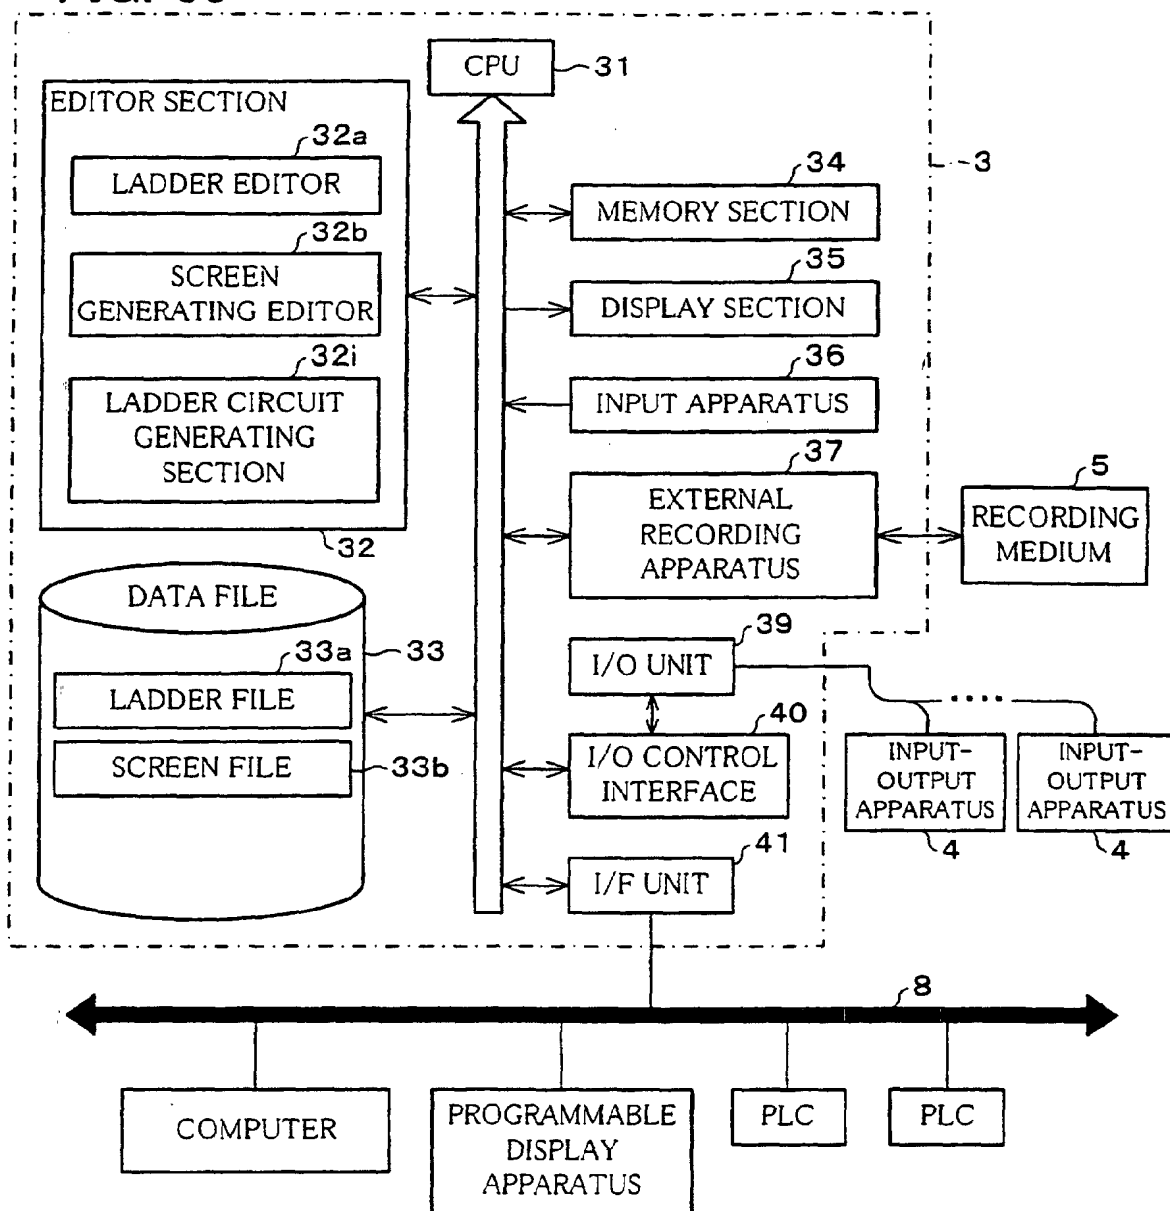 CPU
31
EDITOR SECTION
32a
LADDER EDITOR
32b
SCREEN
GENERATING EDITOR
32i
LADDER CIRCUIT
GENERATING
SECTION
32
3
34
MEMORY SECTION
35
DISPLAY SECTION
36
INPUT APPARATUS
37
EXTERNAL
RECORDING
APPARATUS
5
RECORDING
MEDIUM
DATA FILE
33
33a
LADDER FILE
SCREEN FILE
33b
39
I/O UNIT
40
I/O CONTROL
INTERFACE
INPUT-
OUTPUT
APPARATUS
4
INPUT-
OUTPUT
APPARATUS
4
41
I/F UNIT
8
COMPUTER
PROGRAMMABLE
DISPLAY
APPARATUS
PLC
PLC